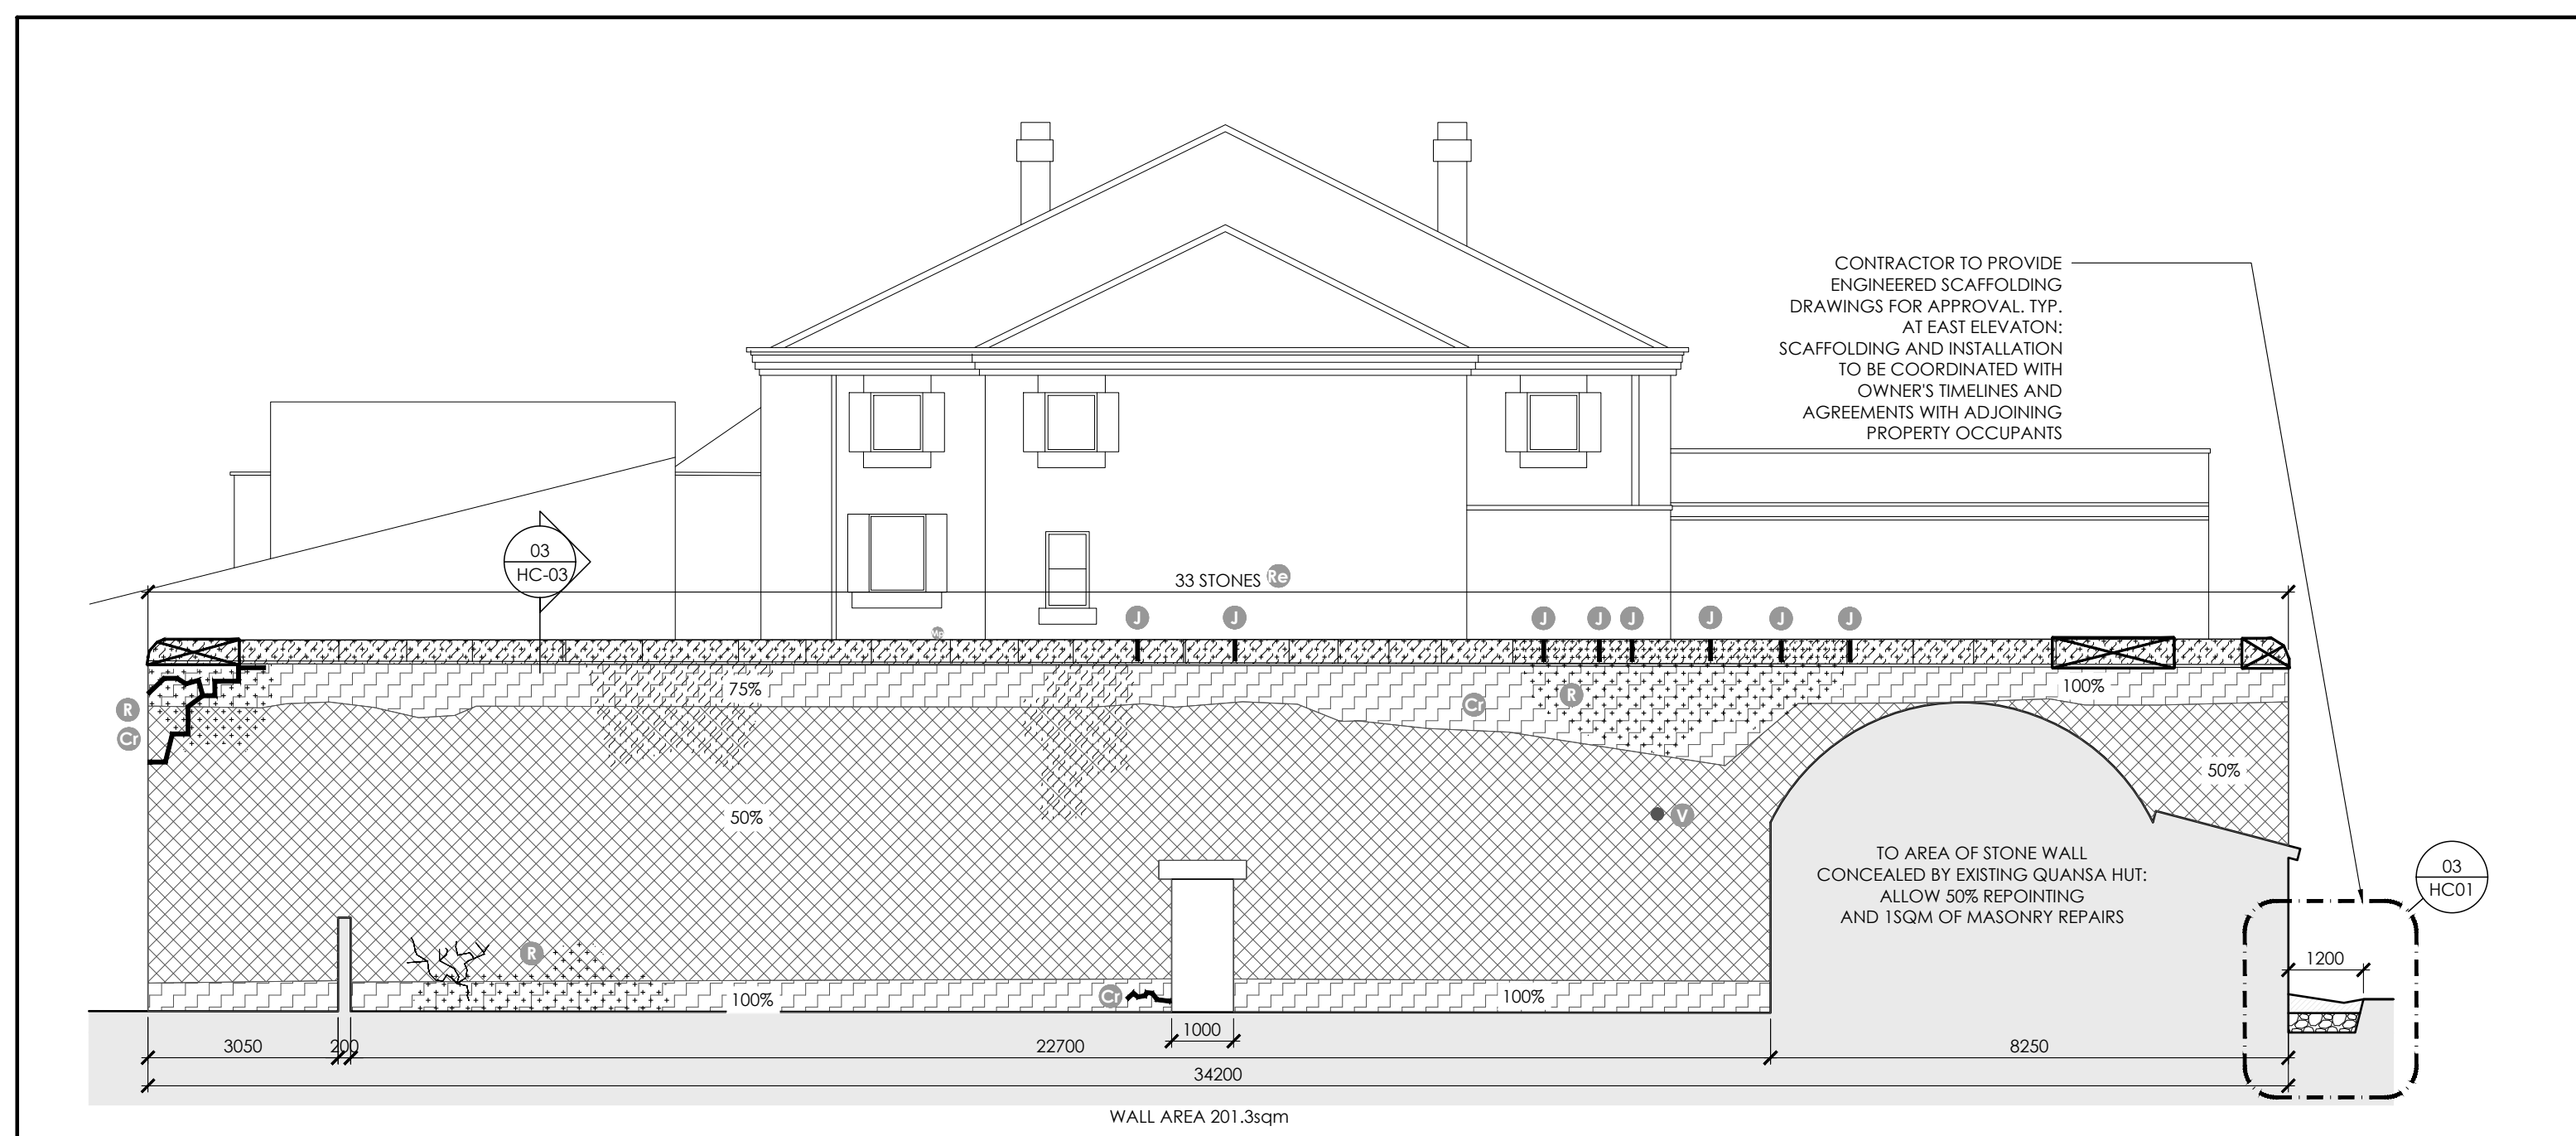 CONTRACTOR TO PROVIDE
ENGINEERED SCAFFOLDING
DRAWINGS FOR APPROVAL. TYP.
AT EAST ELEVATON:
SCAFFOLDING AND INSTALLATION
TO BE COORDINATED WITH
OWNER'S TIMELINES AND
AGREEMENTS WITH ADJOINING
PROPERTY OCCUPANTS
03
HC-03
33 STONES Re
J J J J J J J J
75%
100%
R
R
Cr
Cr
50%
50%
V
TO AREA OF STONE WALL
CONCEALED BY EXISTING QUANSA HUT:
ALLOW 50% REPOINTING
AND 1SQM OF MASONRY REPAIRS
03
HC01
R
1200
Cr
100%
100%
1000
3050
200
22700
8250
34200
WALL AREA 201.3sqm